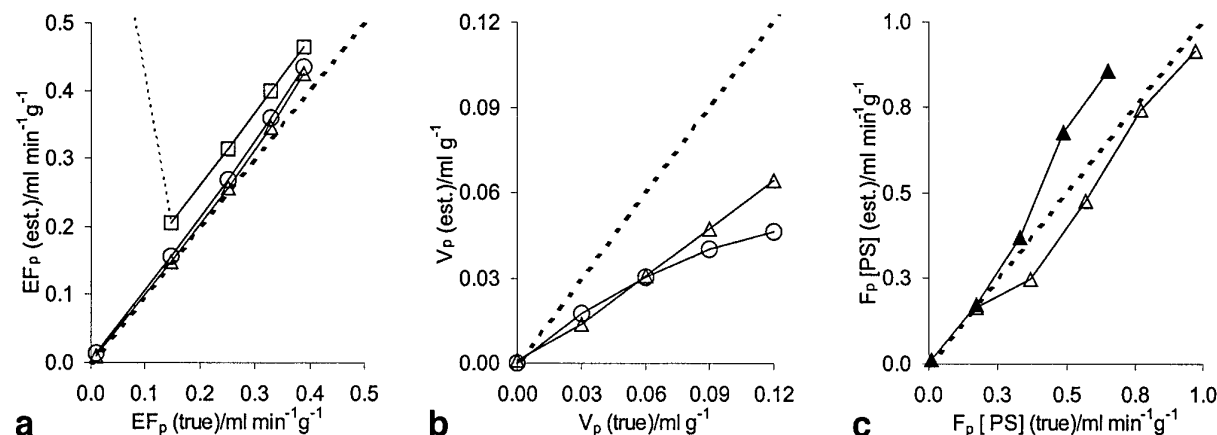 0.5
0.4
0.3
0.2
0.1
0.0
EFp (est.)/ml min⁻¹g⁻¹
0.0 0.1 0.2 0.3 0.4 0.5
EFp (true)/ml min⁻¹g⁻¹
a
0.12
0.09
0.06
0.03
0.00
Vp (est.)/ml g⁻¹
0.00 0.03 0.06 0.09 0.12
Vp (true)/ml g⁻¹
b
1.0
0.8
0.5
0.3
0.0
Fp [PS] (est.)/ml min⁻¹g⁻¹
0.0 0.3 0.5 0.8 1.0
Fp [PS] (true)/ml min⁻¹g⁻¹
c